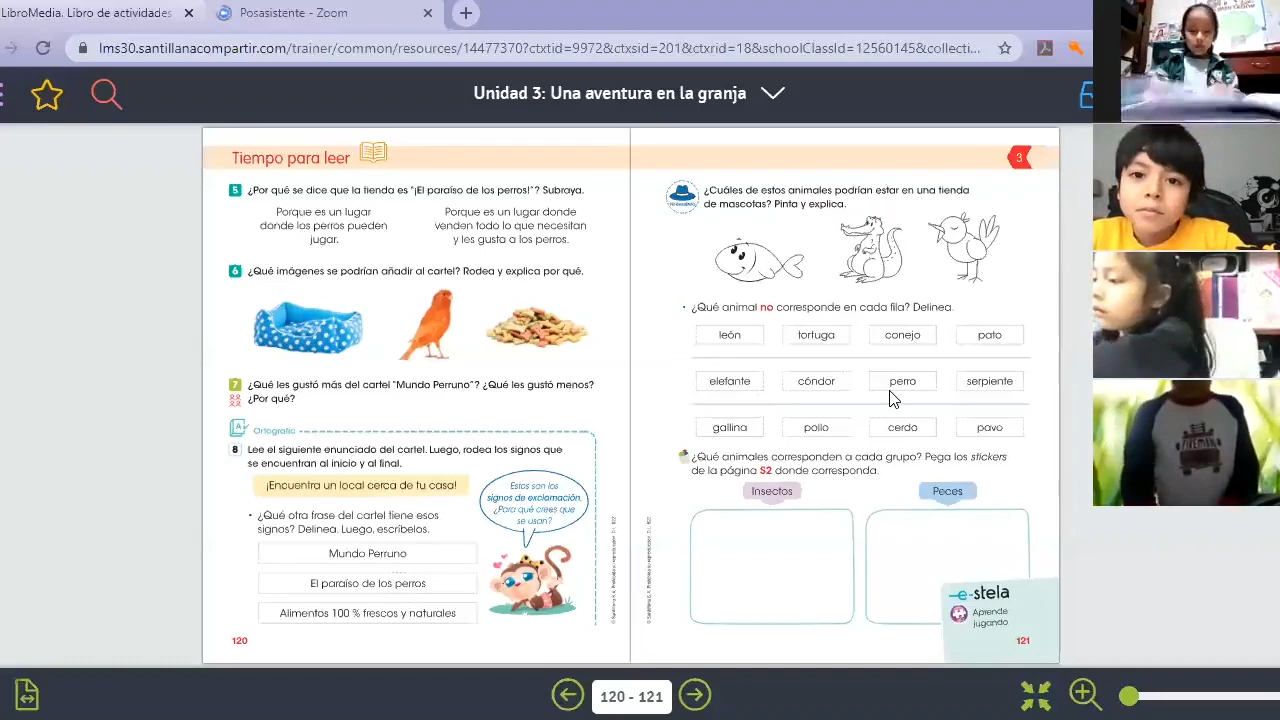 LibroMedia. Libro de actividades
Posasistente - Zoom
lms30.santillanacompartir.com/trainer/common/resources/14477370?ctid=9972&ctxsid=201&ctxrid=18&schoolClassId=12560145&collecti...
Unidad 3: Una aventura en la granja
Tiempo para leer
5 ¿Por qué se dice que la tienda es "¡El paraíso de los perros!"? Subraya.
Porque es un lugar
donde los perros pueden
jugar.
Porque es un lugar donde
venden todo lo que necesitan
y les gusta a los perros.
6 ¿Qué imágenes se podrían añadir al cartel? Rodea y explica por qué.
7 ¿Qué les gustó más del cartel "Mundo Perruno"? ¿Qué les gustó menos?
¿Por qué?
Ortografía
8 Lee el siguiente enunciado del cartel. Luego, rodea los signos que
se encuentran al inicio y al final.
¡Encuentra un local cerca de tu casa!
Estos son los
signos de exclamación.
¿Para qué crees que
se usan?
• ¿Qué otra frase del cartel tiene esos
signos? Delinea. Luego, escríbelos.
Mundo Perruno
El paraíso de los perros
Alimentos 100 % frescos y naturales
120
3
¿Cuáles de estos animales podrían estar en una tienda
de mascotas? Pinta y explica.
• ¿Qué animal no corresponde en cada fila? Delinea.
león tortuga conejo pato
elefante cóndor perro serpiente
gallina pollo cerdo pavo
¿Qué animales corresponden a cada grupo? Pega los stickers
de la página S2 donde corresponda.
Insectos
Peces
e-stela
Aprende
jugando
121
120 - 121